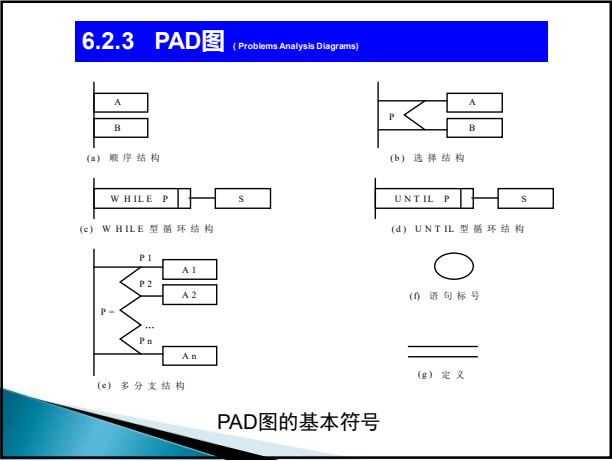 6.2.3 PAD图 ( Problems Analysis Diagrams)
A
B
(a) 顺序结构
P
A
B
(b) 选择结构
WHILE P
S
(c) WHILE型循环结构
UNTIL P
S
(d) UNTIL型循环结构
P1
A1
P2
A2
P=
...
Pn
An
(e) 多分支结构
(f) 语句标号
(g) 定义
PAD图的基本符号